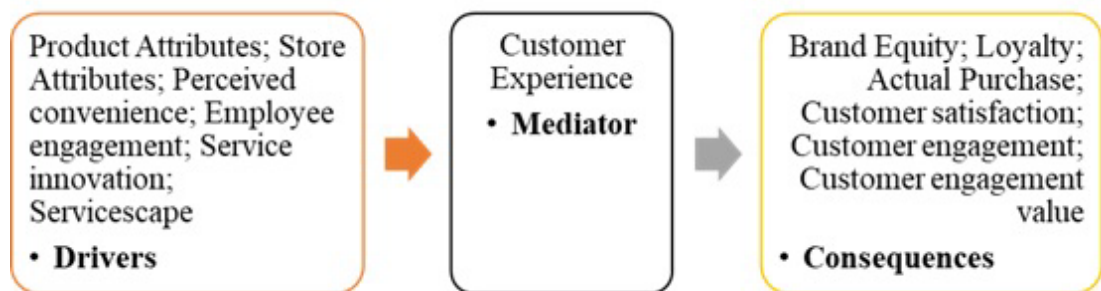 Product Attributes; Store
Attributes; Perceived
convenience; Employee
engagement; Service
innovation;
Servicescape
• Drivers
Customer
Experience
• Mediator
Brand Equity; Loyalty;
Actual Purchase;
Customer satisfaction;
Customer engagement;
Customer engagement
value
• Consequences